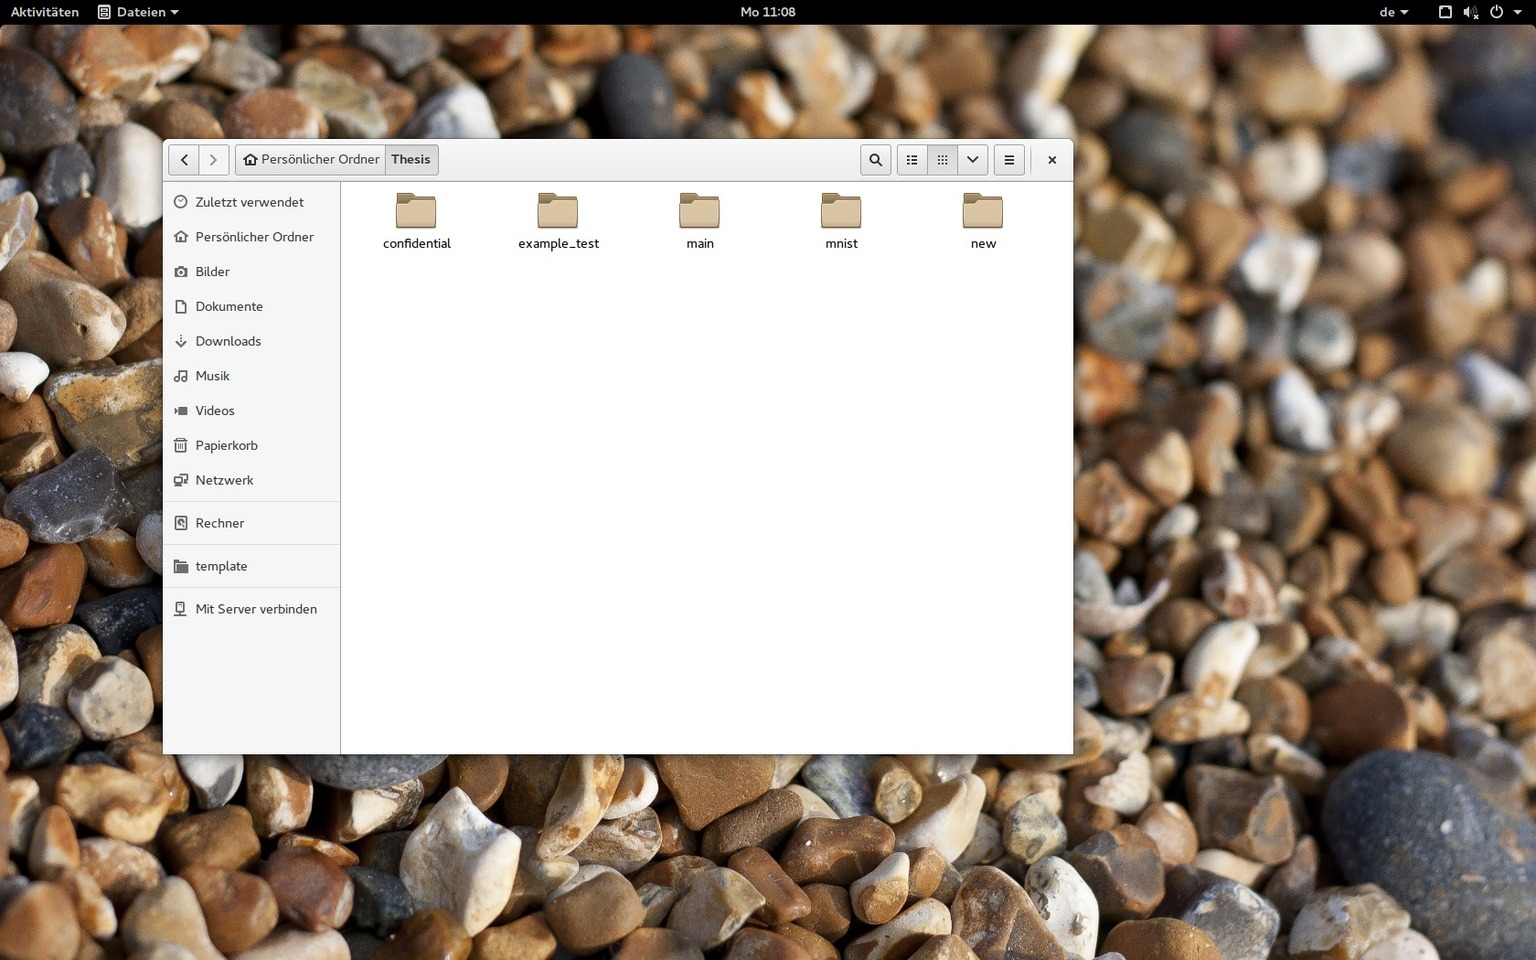 Aktivitäten Dateien Mo 11:08 de
Persönlicher Ordner Thesis
Zuletzt verwendet
Persönlicher Ordner
Bilder
Dokumente
Downloads
Musik
Videos
Papierkorb
Netzwerk
Rechner
template
Mit Server verbinden
confidential example_test main mnist new